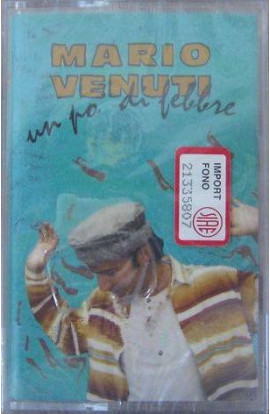 MARIO
VENUTI
un po' di febbre
IMPORT
FONO
21335807
SIAE